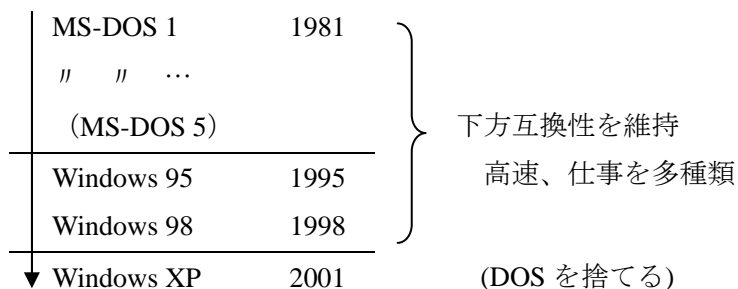 MS-DOS 1 1981
〃 〃 …
（MS-DOS 5）
下方互換性を維持
Windows 95 1995
高速、仕事を多種類
Windows 98 1998
Windows XP 2001 (DOS を捨てる)